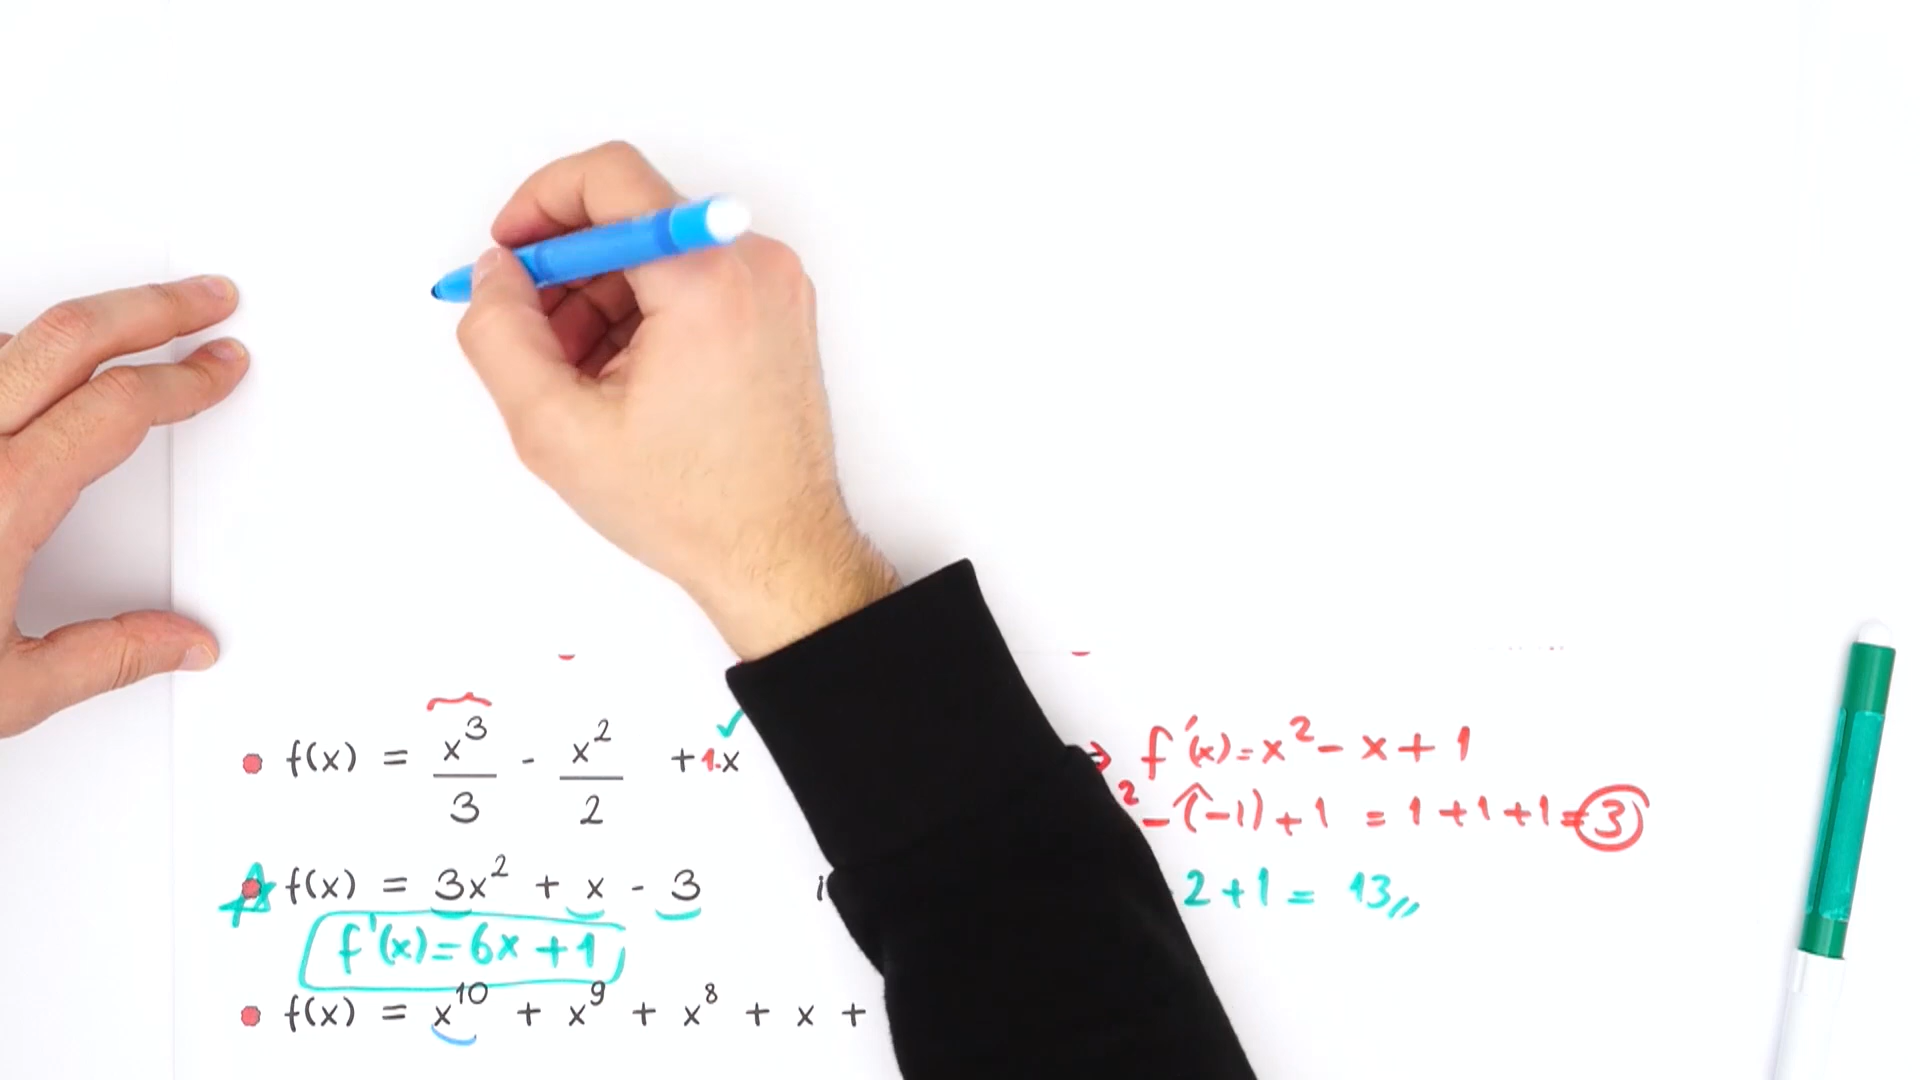 f(x) = x³/3 - x²/2 + 1.x
f'(x) = x² - x + 1
² - (-1) + 1 = 1 + 1 + 1 = 3
f(x) = 3x² + x - 3
2 + 1 = 13,,
f'(x) = 6x + 1
f(x) = x¹⁰ + x⁹ + x⁸ + x +